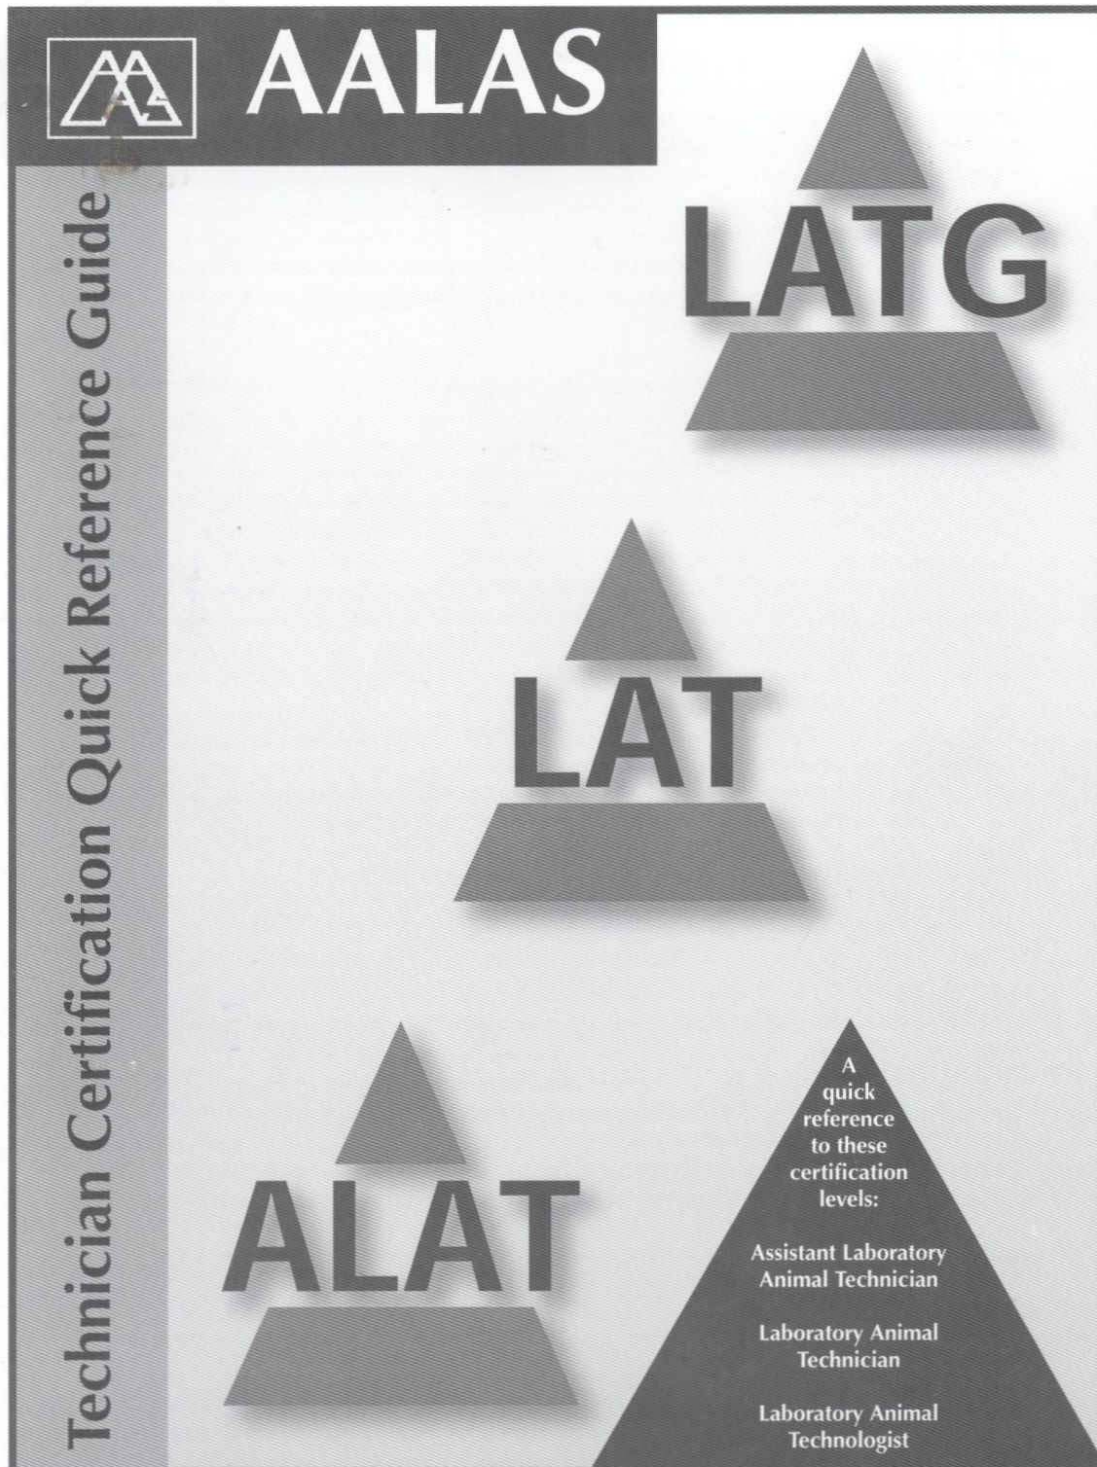 AALAS
Technician Certification Quick Reference Guide
LATG
LAT
ALAT
A
quick
reference
to these
certification
levels:
Assistant Laboratory
Animal Technician
Laboratory Animal
Technician
Laboratory Animal
Technologist